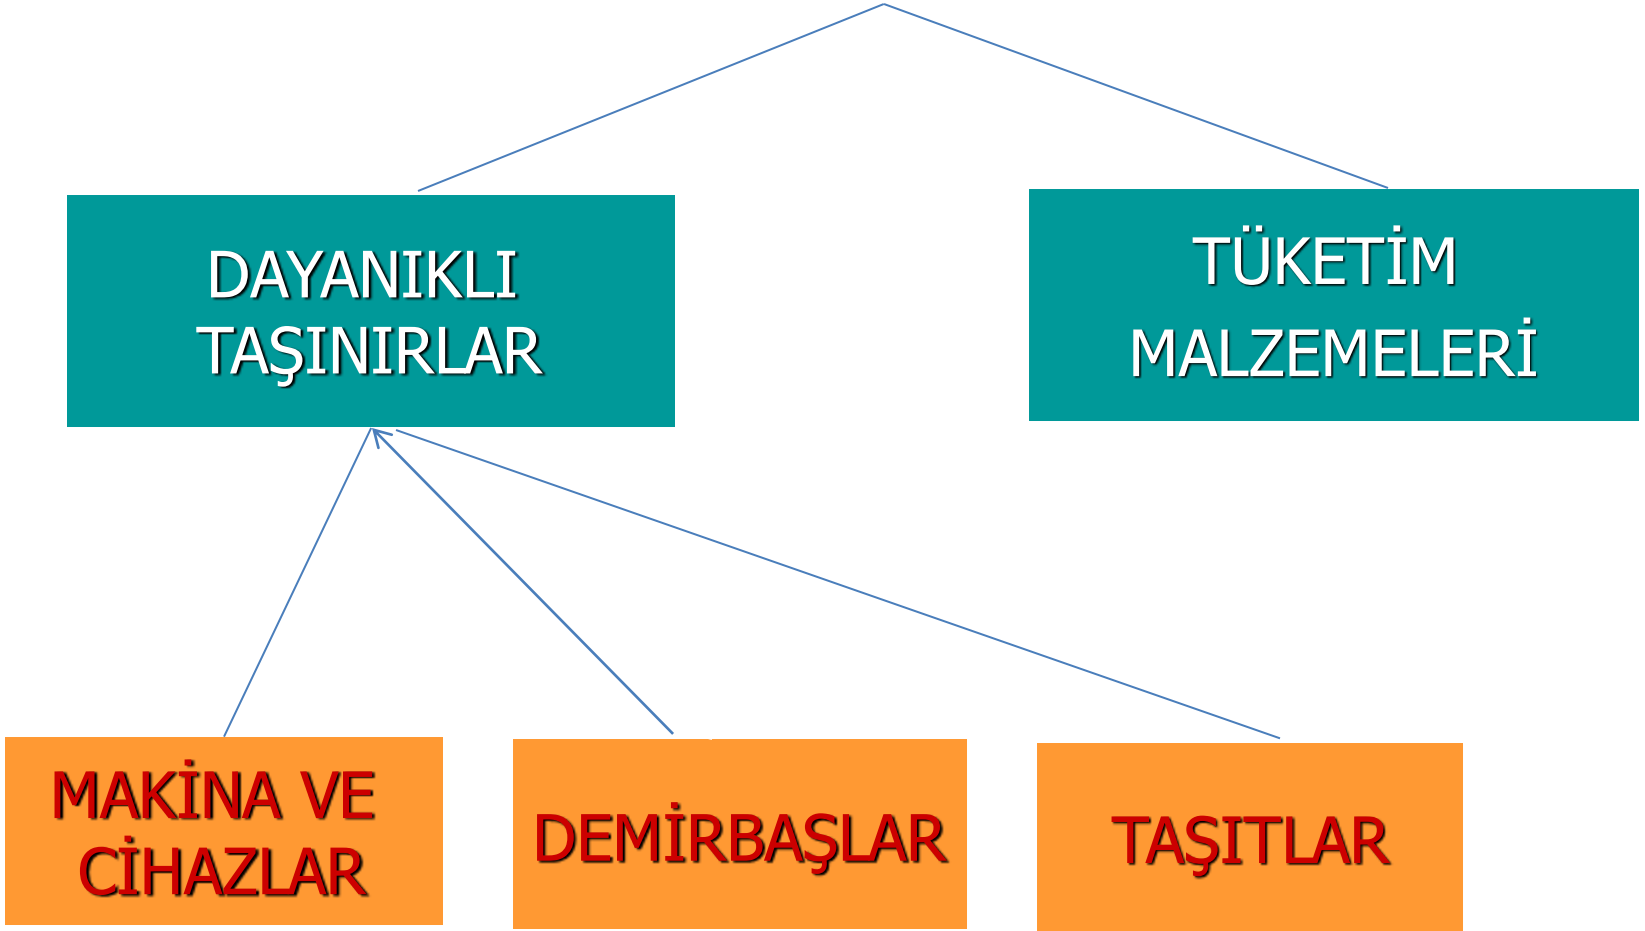 DAYANIKLI
TAŞINIRLAR
TÜKETİM
MALZEMELERİ
MAKİNA VE
CİHAZLAR
DEMİRBAŞLAR
TAŞITLAR